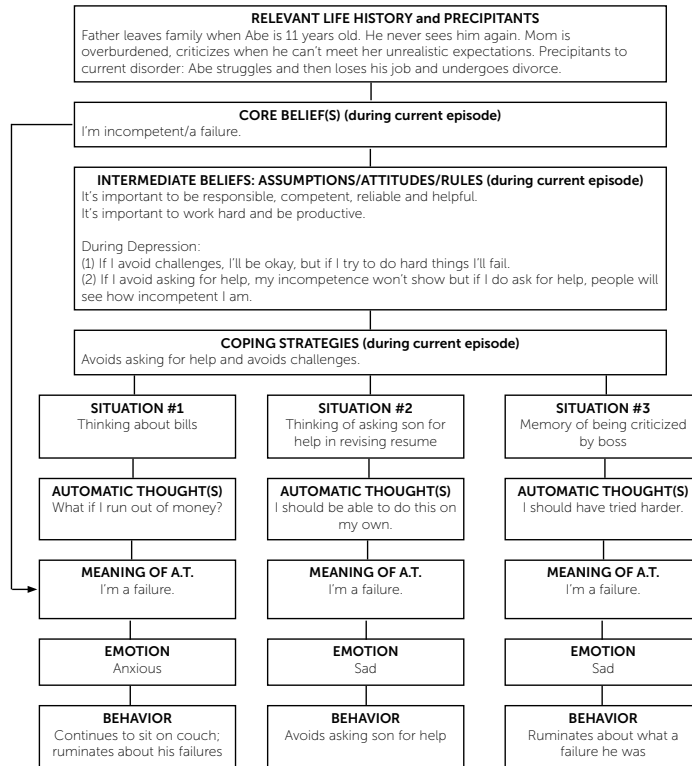 RELEVANT LIFE HISTORY and PRECIPITANTS
Father leaves family when Abe is 11 years old. He never sees him again. Mom is
overburdened, criticizes when he can't meet her unrealistic expectations. Precipitants to
current disorder: Abe struggles and then loses his job and undergoes divorce.
CORE BELIEF(S) (during current episode)
I'm incompetent/a failure.
INTERMEDIATE BELIEFS: ASSUMPTIONS/ATTITUDES/RULES (during current episode)
It's important to be responsible, competent, reliable and helpful.
It's important to work hard and be productive.
During Depression:
(1) If I avoid challenges, I'll be okay, but if I try to do hard things I'll fail.
(2) If I avoid asking for help, my incompetence won't show but if I do ask for help, people will
see how incompetent I am.
COPING STRATEGIES (during current episode)
Avoids asking for help and avoids challenges.
SITUATION #1
Thinking about bills
SITUATION #2
Thinking of asking son for
help in revising resume
SITUATION #3
Memory of being criticized
by boss
AUTOMATIC THOUGHT(S)
What if I run out of money?
AUTOMATIC THOUGHT(S)
I should be able to do this on
my own.
AUTOMATIC THOUGHT(S)
I should have tried harder.
MEANING OF A.T.
I'm a failure.
MEANING OF A.T.
I'm a failure.
MEANING OF A.T.
I'm a failure.
EMOTION
Anxious
EMOTION
Sad
EMOTION
Sad
BEHAVIOR
Continues to sit on couch;
ruminates about his failures
BEHAVIOR
Avoids asking son for help
BEHAVIOR
Ruminates about what a
failure he was